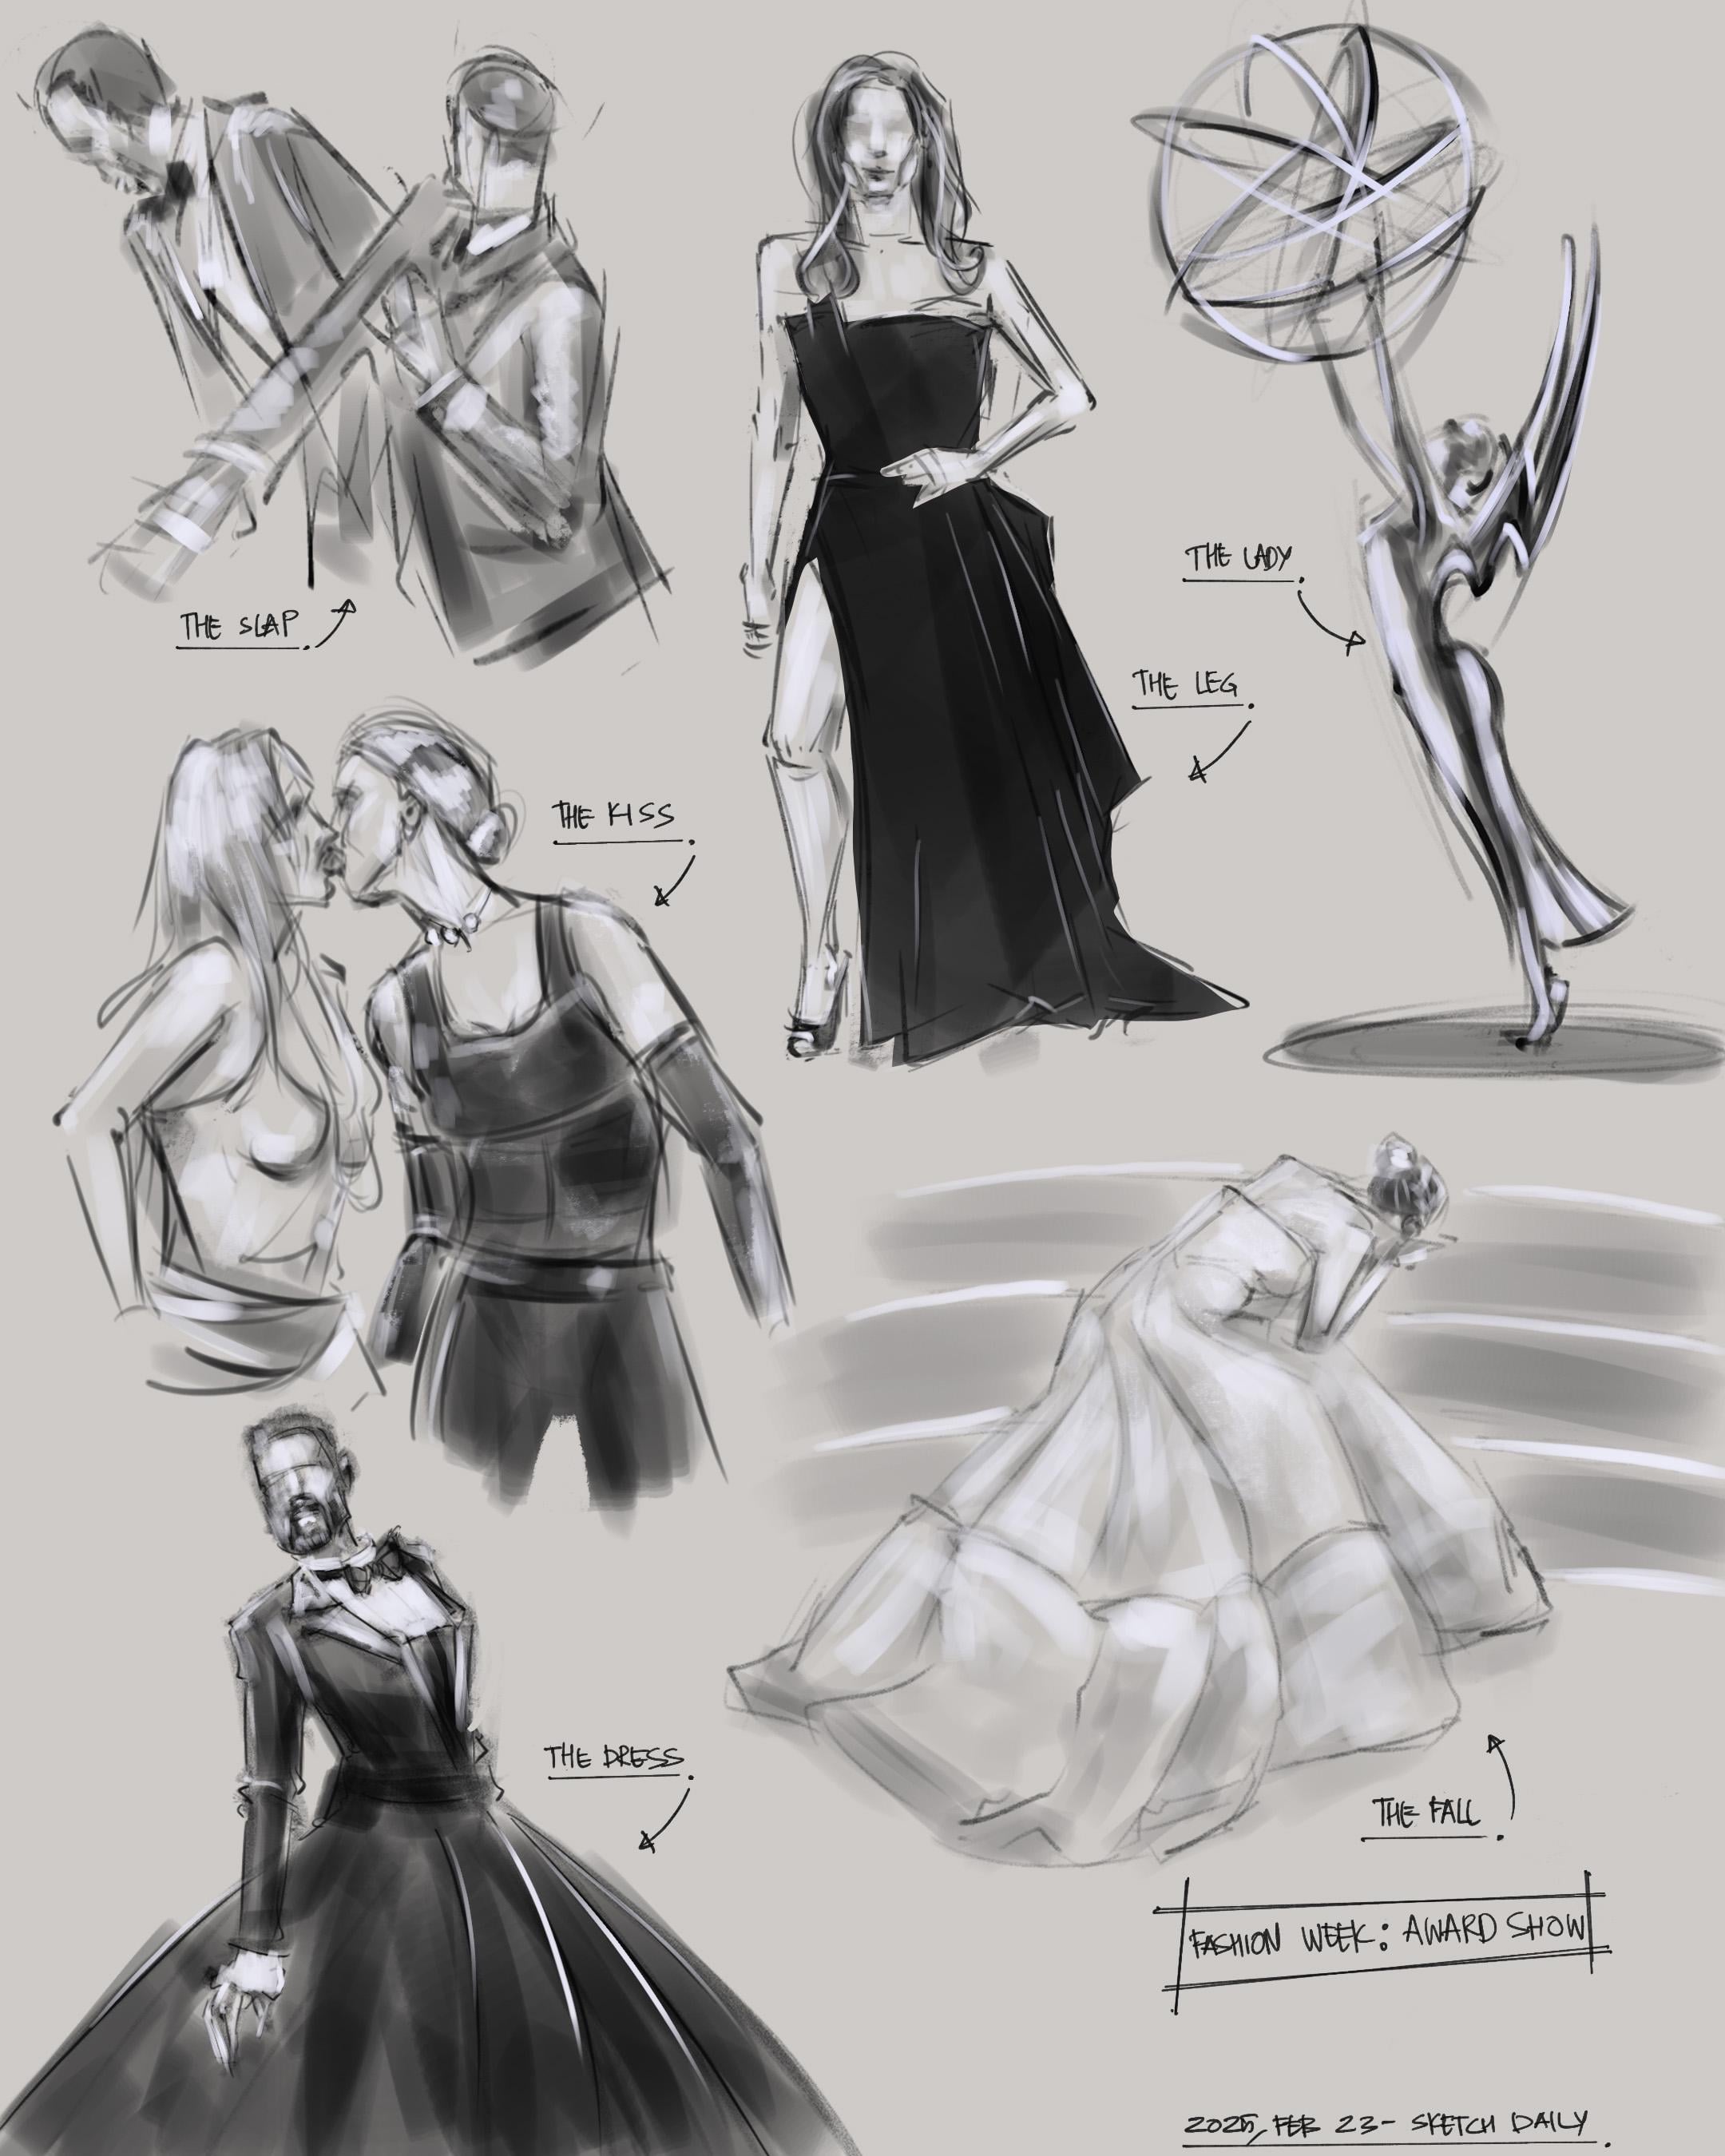 THE SLAP
THE LADY
THE LEG
THE KISS
THE DRESS
THE FALL
FASHION WEEK: AWARD SHOW
2025, FEB 23- SKETCH DAILY